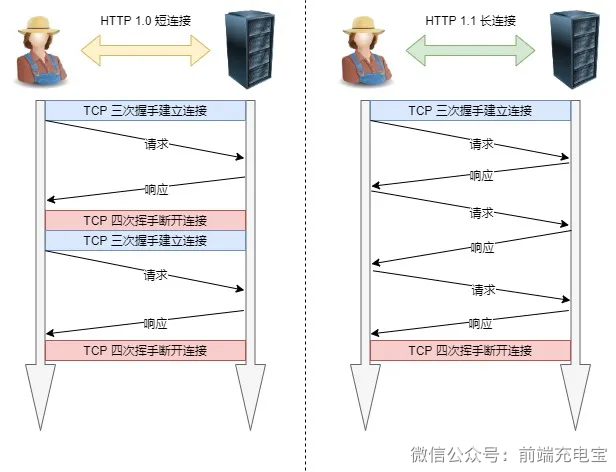 HTTP 1.0 短连接
TCP 三次握手建立连接
请求
响应
TCP 四次挥手断开连接
TCP 三次握手建立连接
请求
响应
TCP 四次挥手断开连接
HTTP 1.1 长连接
TCP 三次握手建立连接
请求
响应
请求
响应
请求
响应
TCP 四次挥手断开连接
微信公众号：前端充电宝